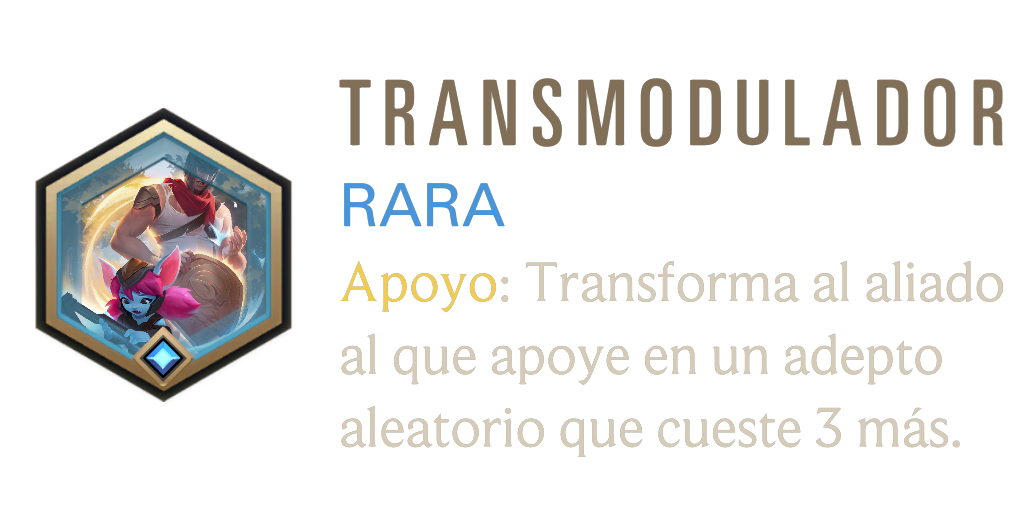 TRANSMODULADOR
RARA
Apoyo: Transforma al aliado
al que apoye en un adepto
aleatorio que cueste 3 más.